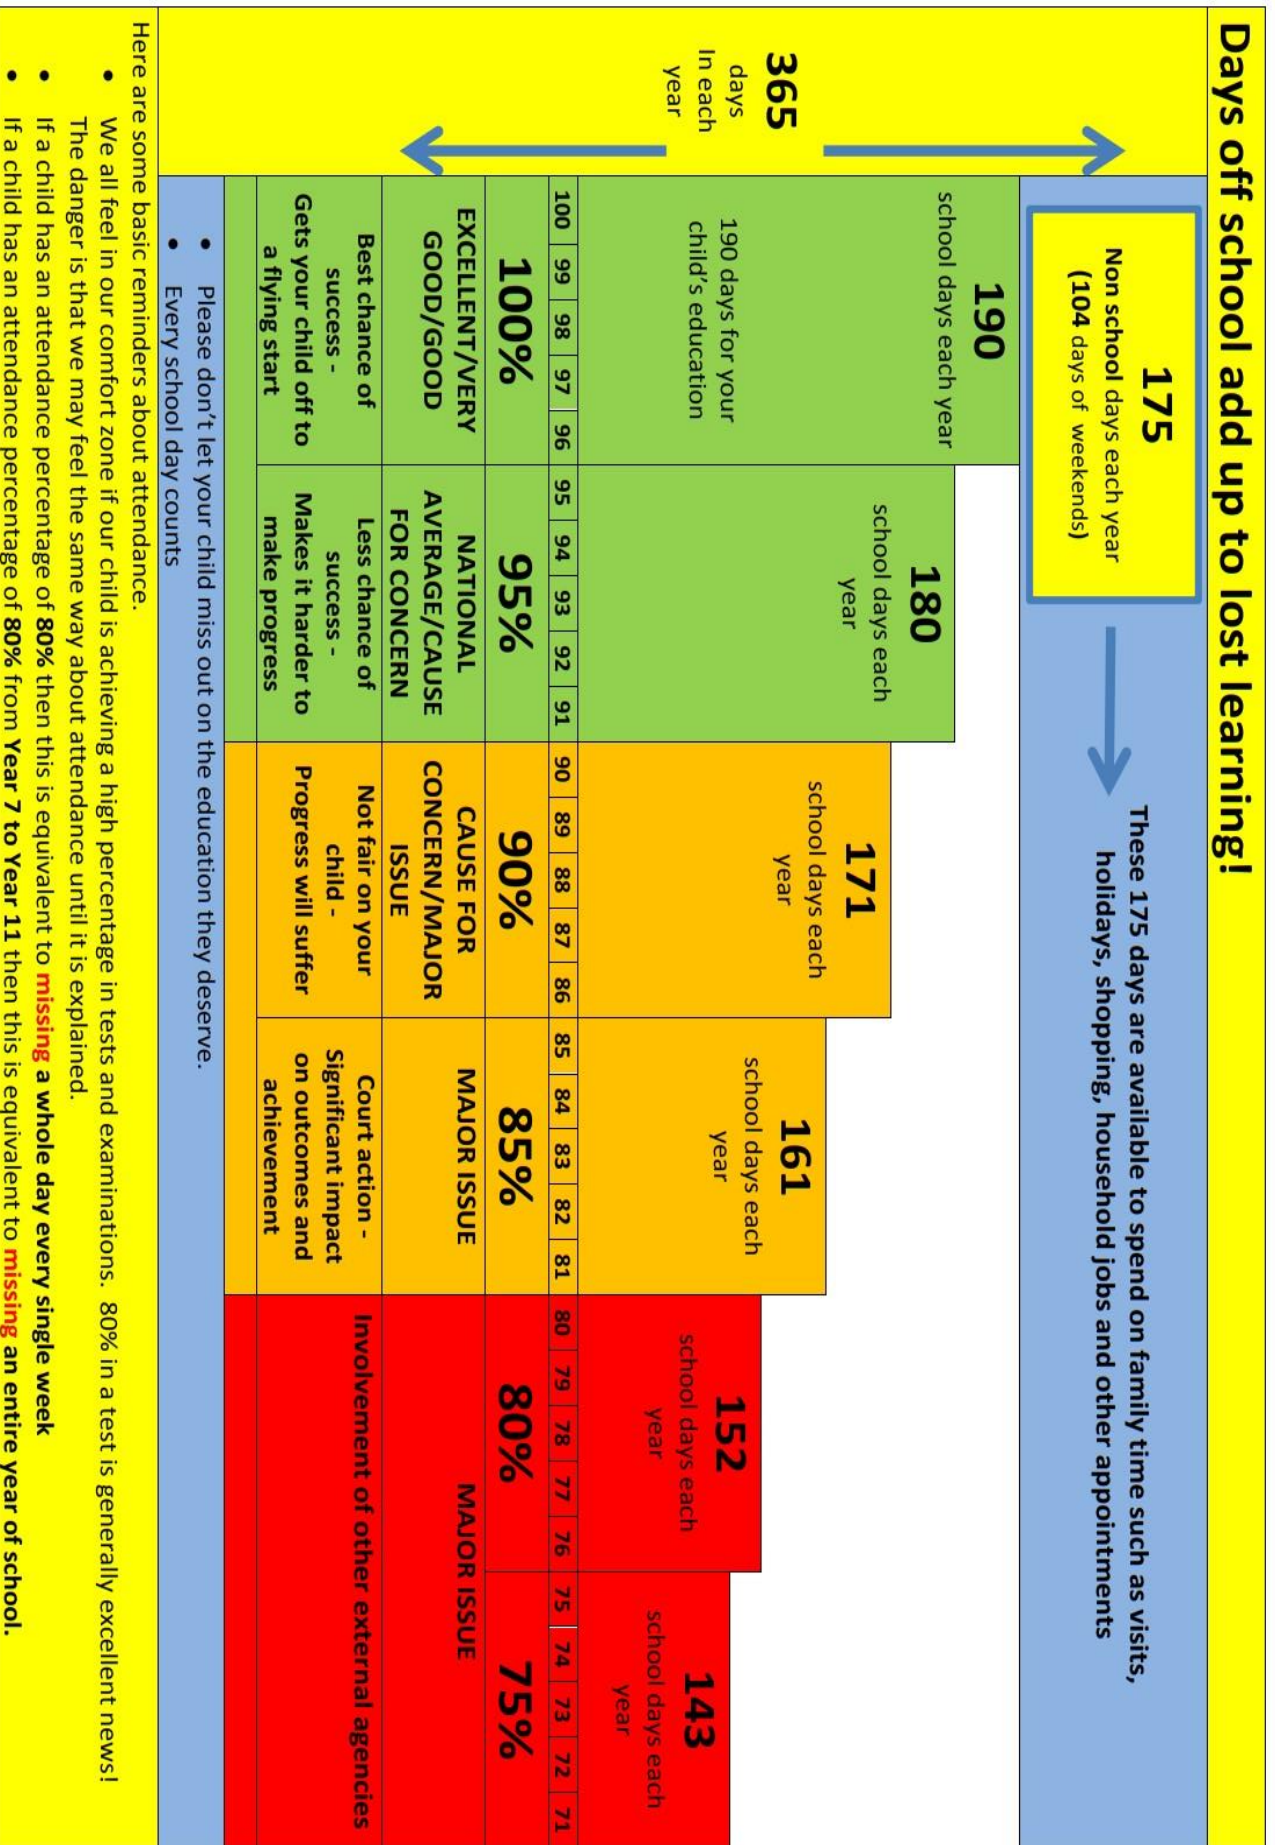 Days off school add up to lost learning!
365
days
In each
year
175
Non school days each year
(104 days of weekends)
These 175 days are available to spend on family time such as visits,
holidays, shopping, household jobs and other appointments
190
school days each year
190 days for your
child's education
180
school days each
year
171
school days each
year
161
school days each
year
152
school days each
year
143
school days each
year
100 99 98 97 96 95 94 93 92 91 90 89 88 87 86 85 84 83 82 81 80 79 78 77 76 75 74 73 72 71
100% 95% 90% 85% 80% 75%
EXCELLENT/VERY
GOOD/GOOD
NATIONAL
AVERAGE/CAUSE
FOR CONCERN
CAUSE FOR
CONCERN/MAJOR
ISSUE
MAJOR ISSUE
MAJOR ISSUE
Best chance of
success -
Gets your child off to
a flying start
Less chance of
success -
Makes it harder to
make progress
Not fair on your
child -
Progress will suffer
Court action -
Significant impact
on outcomes and
achievement
Involvement of other external agencies
• Please don't let your child miss out on the education they deserve.
• Every school day counts
Here are some basic reminders about attendance.
• We all feel in our comfort zone if our child is achieving a high percentage in tests and examinations. 80% in a test is generally excellent news!
The danger is that we may feel the same way about attendance until it is explained.
• If a child has an attendance percentage of 80% then this is equivalent to missing a whole day every single week
• If a child has an attendance percentage of 80% from Year 7 to Year 11 then this is equivalent to missing an entire year of school.